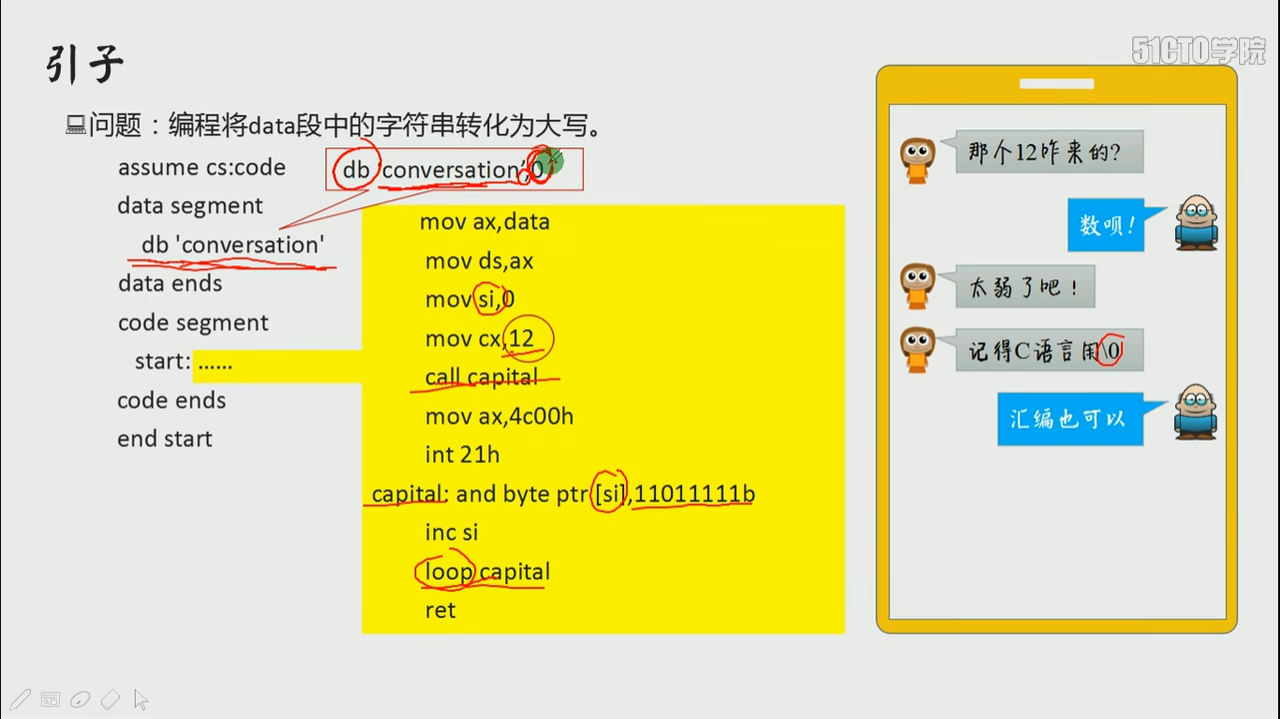 51CTO学院
引子
问题：编程将data段中的字符串转化为大写。
assume cs:code
data segment
db 'conversation'
data ends
code segment
start: ......
code ends
end start
db 'conversation',0
mov ax,data
mov ds,ax
mov si,0
mov cx,12
call capital
mov ax,4c00h
int 21h
capital: and byte ptr [si],11011111b
inc si
loop capital
ret
那个12咋来的?
数呗!
太弱了吧!
记得C语言用\0
汇编也可以